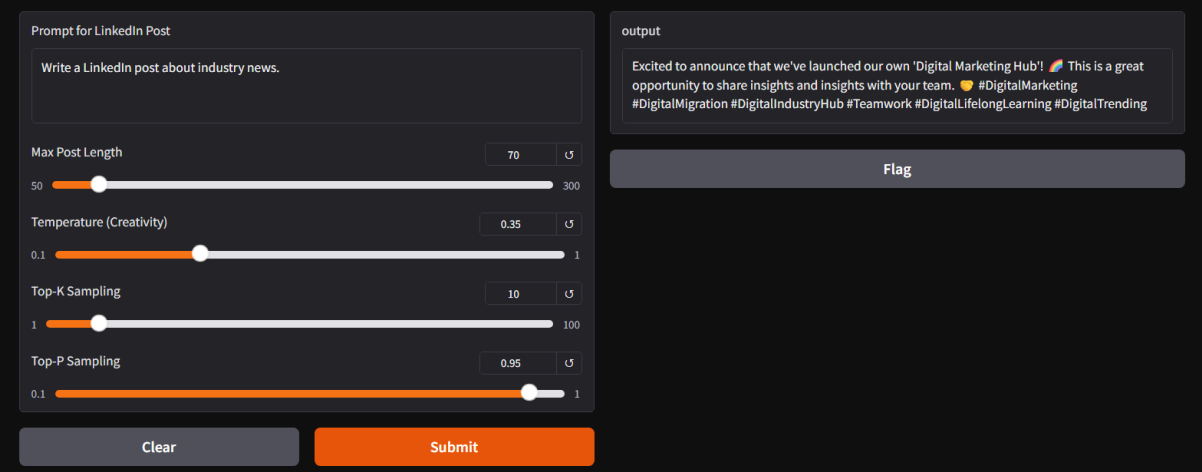 Prompt for LinkedIn Post
Write a LinkedIn post about industry news.
Max Post Length
70 ↺
50 300
Temperature (Creativity)
0.35 ↺
0.1 1
Top-K Sampling
10 ↺
1 100
Top-P Sampling
0.95 ↺
0.1 1
Clear Submit
output
Excited to announce that we've launched our own 'Digital Marketing Hub'! 🌈 This is a great
opportunity to share insights and insights with your team. 🤝 #DigitalMarketing
#DigitalMigration #DigitalIndustryHub #Teamwork #DigitalLifelongLearning #DigitalTrending
Flag